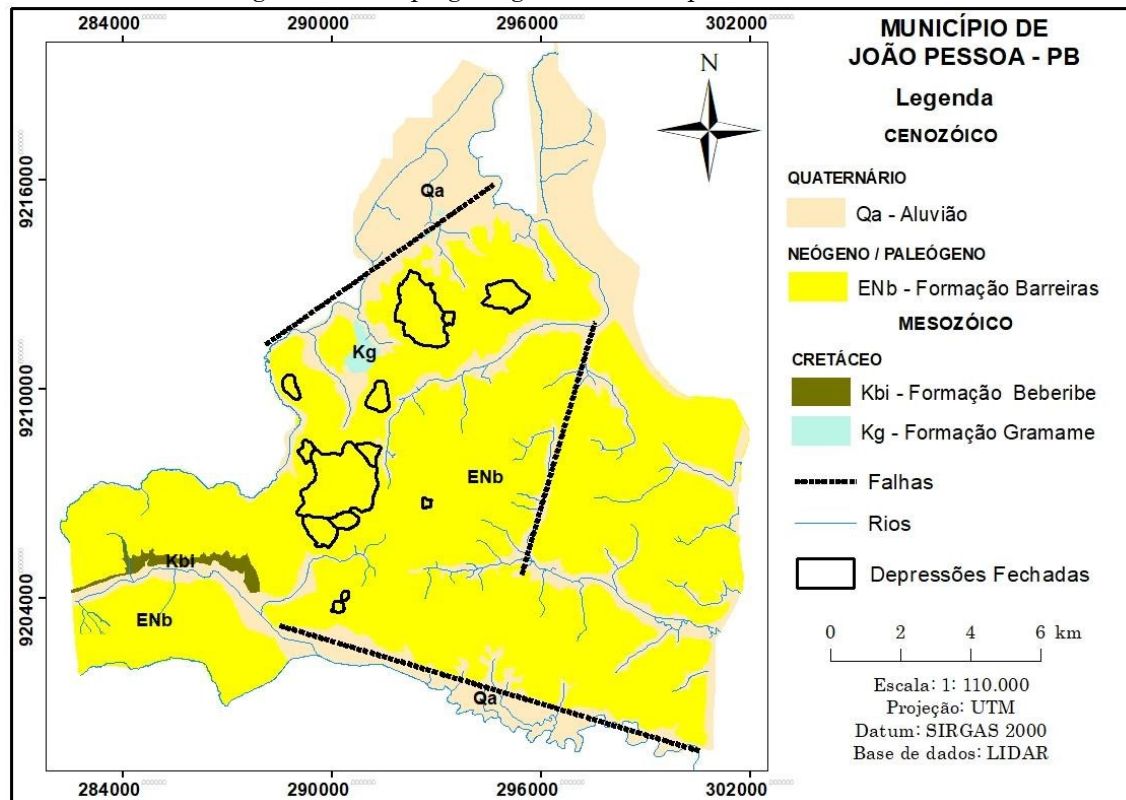 284000 290000 296000 302000
MUNICÍPIO DE
JOÃO PESSOA - PB
Legenda
CENOZÓICO
QUATERNÁRIO
Qa - Aluvião
NEÓGENO / PALEÓGENO
ENb - Formação Barreiras
MESOZÓICO
CRETÁCEO
Kbi - Formação Beberibe
Kg - Formação Gramame
Falhas
Rios
Depressões Fechadas
0 2 4 6 km
Escala: 1: 110.000
Projeção: UTM
Datum: SIRGAS 2000
Base de dados: LIDAR
N
9216000
9210000
9204000
Qa
Kg
ENb
Kbi
ENb
Qa
284000 290000 296000 302000